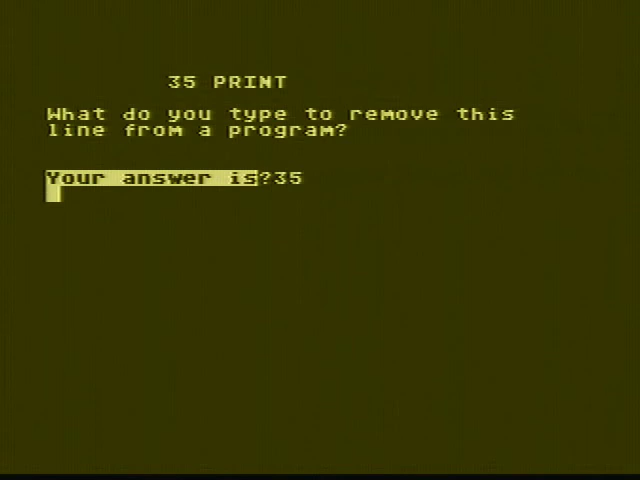 35 PRINT
What do you type to remove this
line from a program?
Your answer is?35